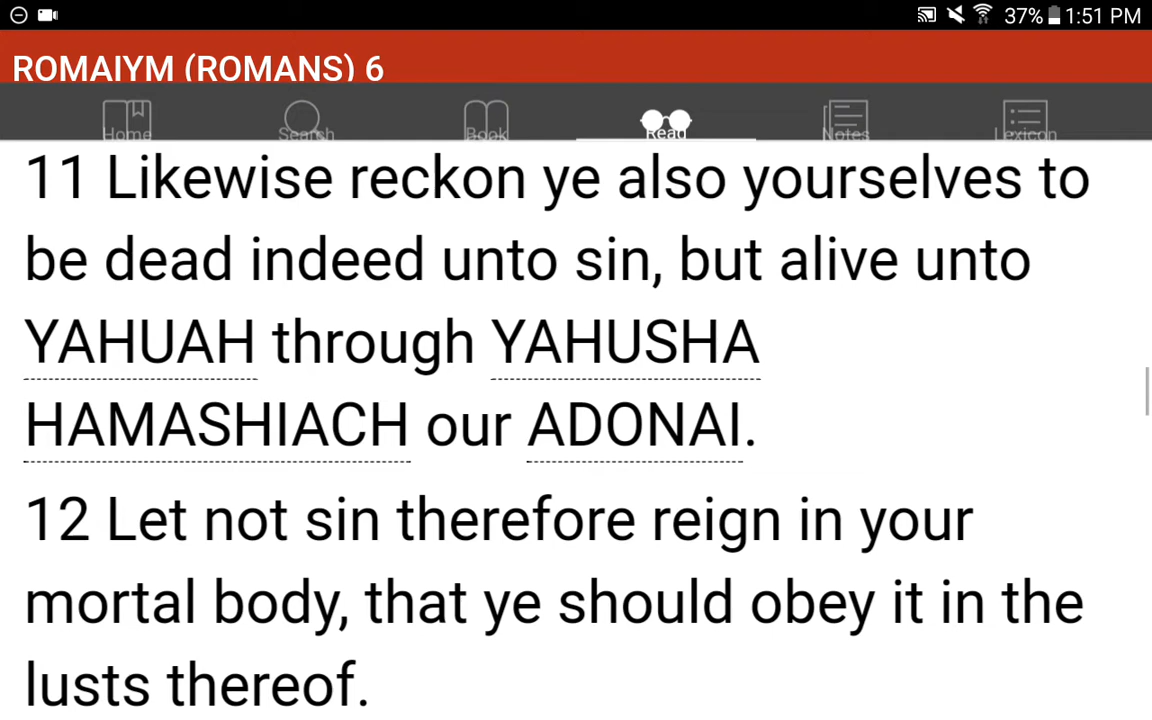 37% 1:51 PM
ROMAIYM (ROMANS) 6
Home Search Book Read Notes Lexicon
11 Likewise reckon ye also yourselves to
be dead indeed unto sin, but alive unto
YAHUAH through YAHUSHA
HAMASHIACH our ADONAI.
12 Let not sin therefore reign in your
mortal body, that ye should obey it in the
lusts thereof.